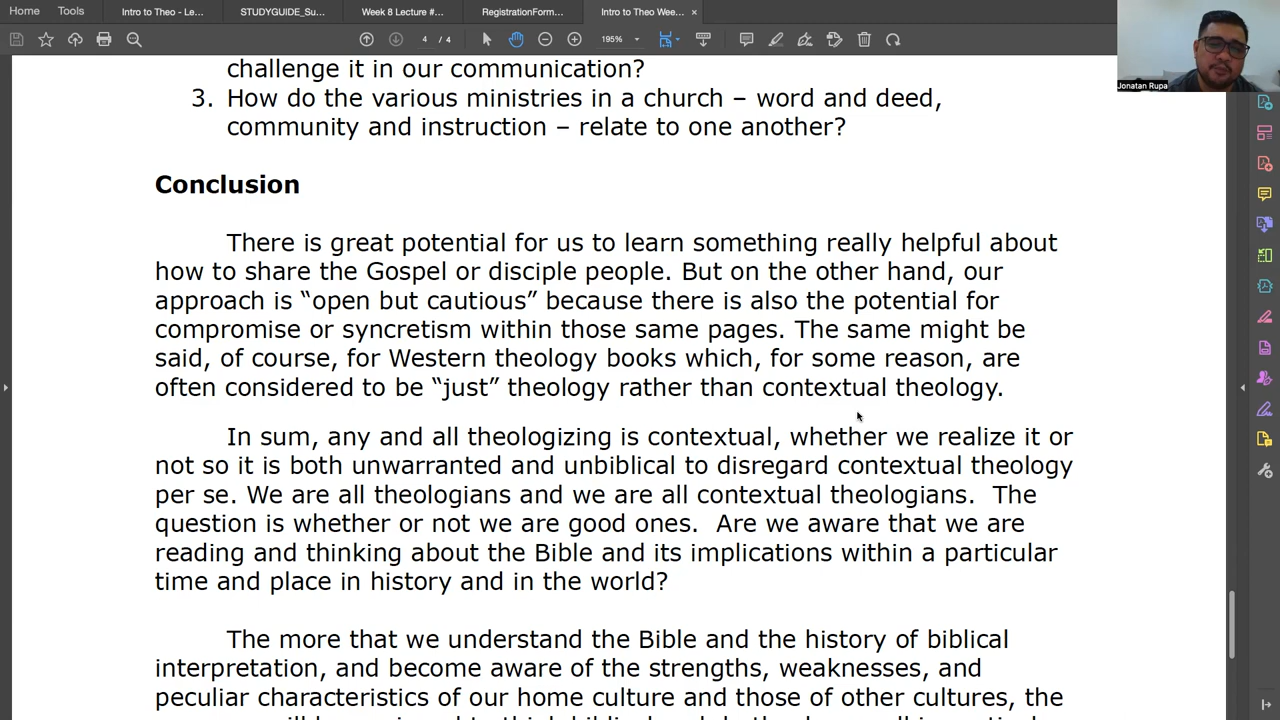 Home
Tools
Intro to Theo - Le...
STUDYGUIDE_Su...
Week 8 Lecture #...
RegistrationForm...
Intro to Theo Wee...
4 / 4
195%
Jonatan Rupa
challenge it in our communication?
3. How do the various ministries in a church – word and deed,
community and instruction – relate to one another?
Conclusion
There is great potential for us to learn something really helpful about
how to share the Gospel or disciple people. But on the other hand, our
approach is “open but cautious” because there is also the potential for
compromise or syncretism within those same pages. The same might be
said, of course, for Western theology books which, for some reason, are
often considered to be “just” theology rather than contextual theology.
In sum, any and all theologizing is contextual, whether we realize it or
not so it is both unwarranted and unbiblical to disregard contextual theology
per se. We are all theologians and we are all contextual theologians. The
question is whether or not we are good ones. Are we aware that we are
reading and thinking about the Bible and its implications within a particular
time and place in history and in the world?
The more that we understand the Bible and the history of biblical
interpretation, and become aware of the strengths, weaknesses, and
peculiar characteristics of our home culture and those of other cultures, the